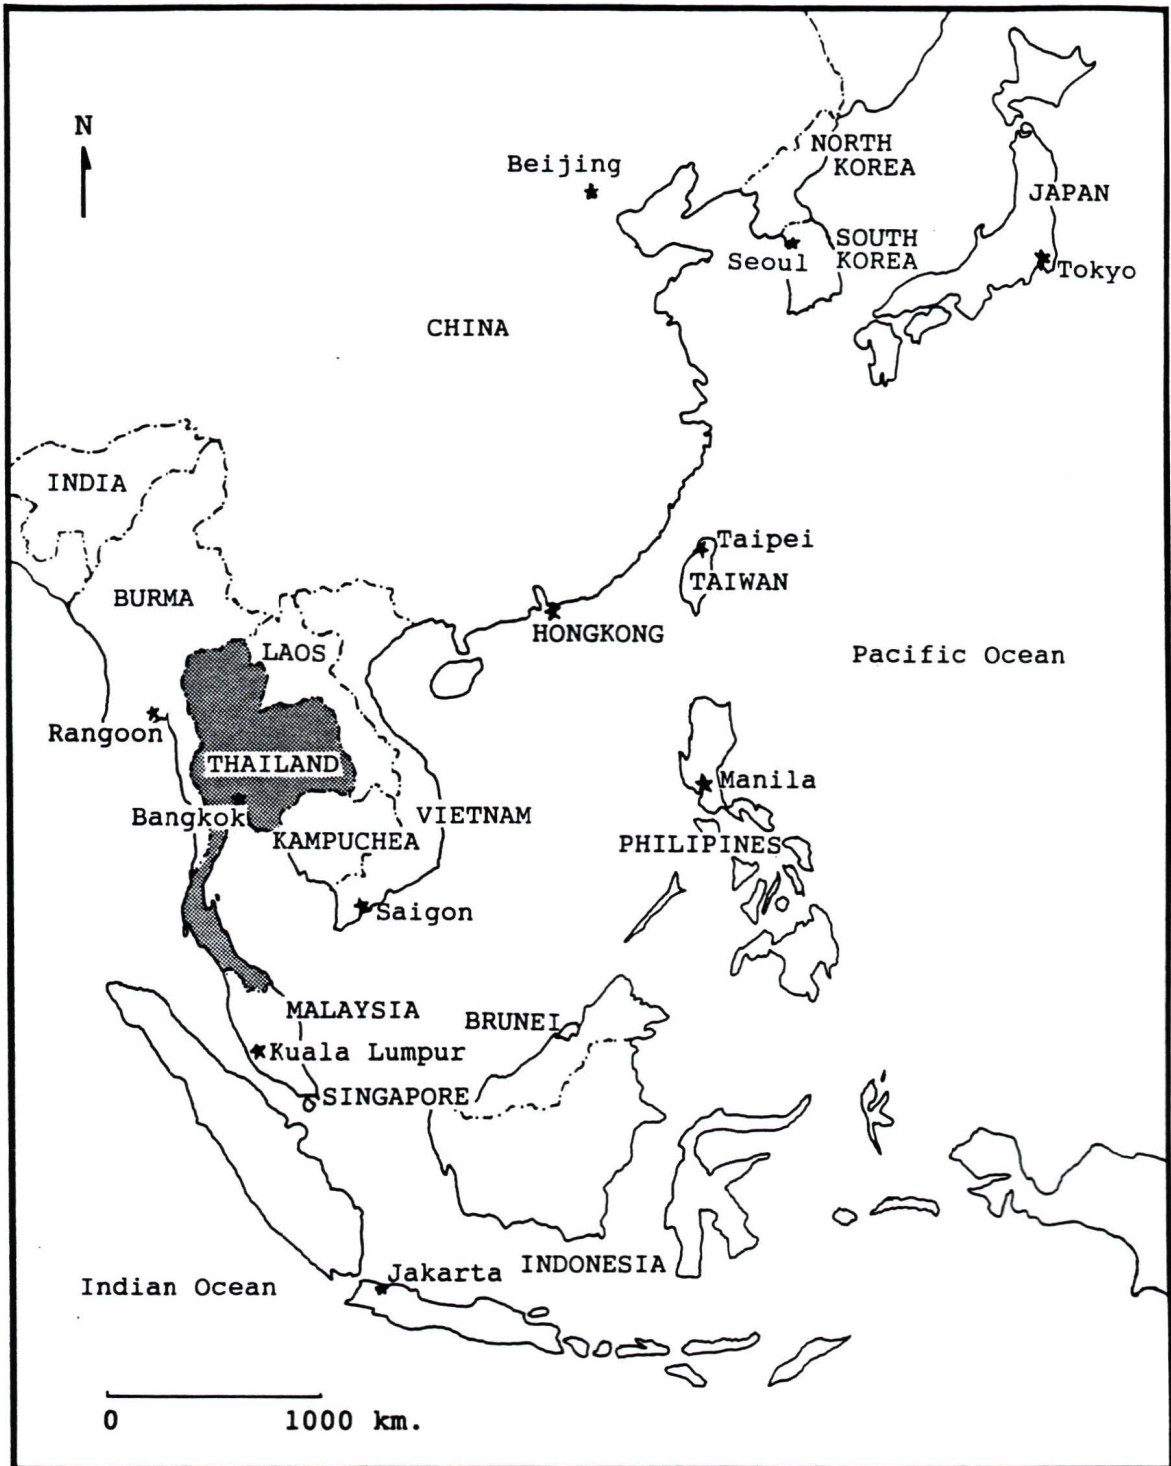 N
Beijing
NORTH
KOREA
JAPAN
SOUTH
KOREA
Seoul
Tokyo
CHINA
INDIA
Taipei
TAIWAN
BURMA
HONGKONG
LAOS
Pacific Ocean
Rangoon
THAILAND
Manila
Bangkok
VIETNAM
KAMPUCHEA
PHILIPINES
Saigon
MALAYSIA
BRUNEI
Kuala Lumpur
SINGAPORE
INDONESIA
Jakarta
Indian Ocean
0 1000 km.